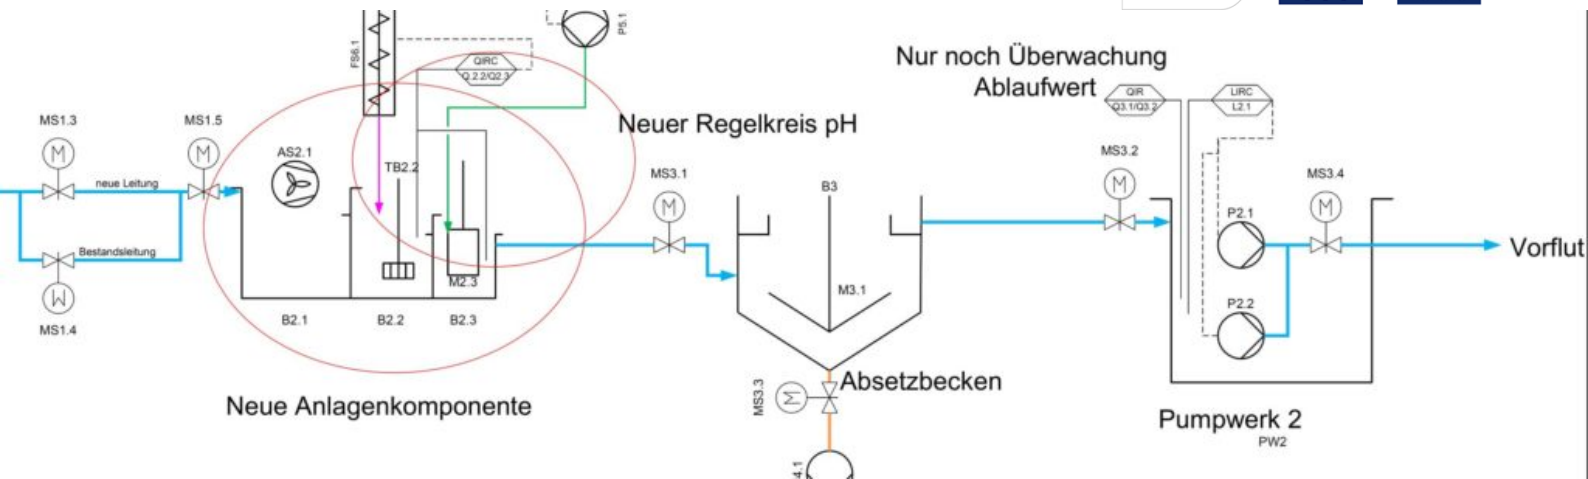 FS6.1
P5.1
QIRC
Q.2.2/Q2.3
Nur noch Überwachung
Ablaufwert
QIR
Q3.1/Q3.2
LIRC
L2.1
MS1.3
M
MS1.5
M
AS2.1
TB2.2
Neuer Regelkreis pH
MS3.1
M
B3
MS3.2
M
MS3.4
M
neue Leitung
P2.1
Bestandsleitung
Vorflut
M2.3
M3.1
M
MS1.4
P2.2
B2.1
B2.2
B2.3
MS3.3
M
Absetzbecken
Neue Anlagenkomponente
Pumpwerk 2
PW2
4.1